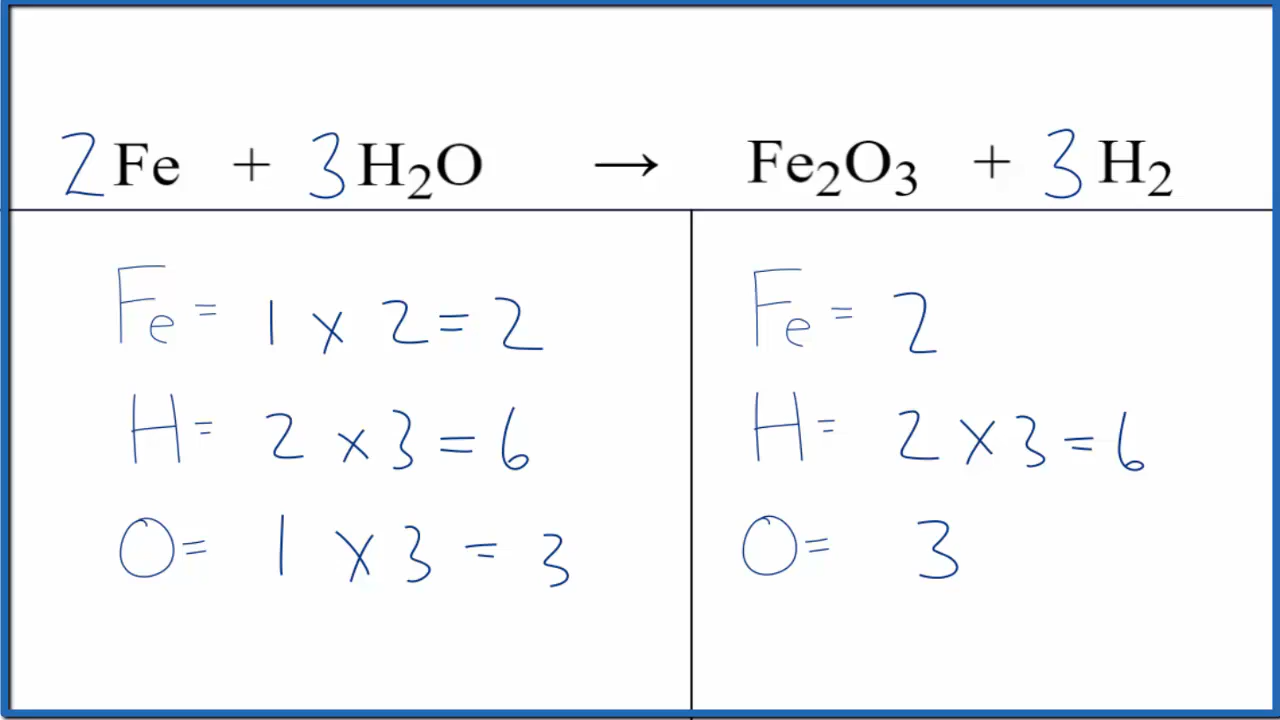 2Fe + 3H₂O → Fe₂O₃ + 3H₂
Fe = 1 x 2 = 2
H = 2 x 3 = 6
O = 1 x 3 = 3
Fe = 2
H = 2 x 3 = 6
O = 3